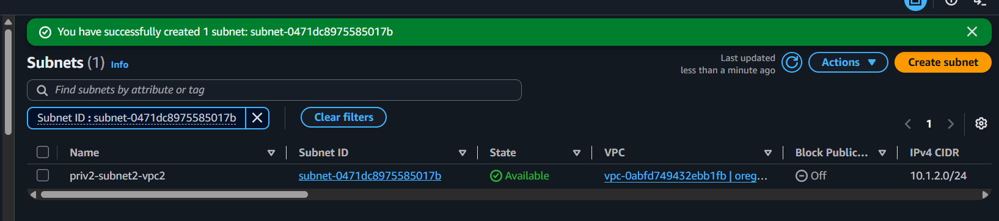 You have successfully created 1 subnet: subnet-0471dc8975585017b
Subnets (1) Info
Last updated
less than a minute ago
Actions
Create subnet
Find subnets by attribute or tag
Subnet ID : subnet-0471dc8975585017b
Clear filters
1
Name Subnet ID State VPC Block Public... IPv4 CIDR
priv2-subnet2-vpc2 subnet-0471dc8975585017b Available vpc-0abfd749432ebb1fb | oreg... Off 10.1.2.0/24